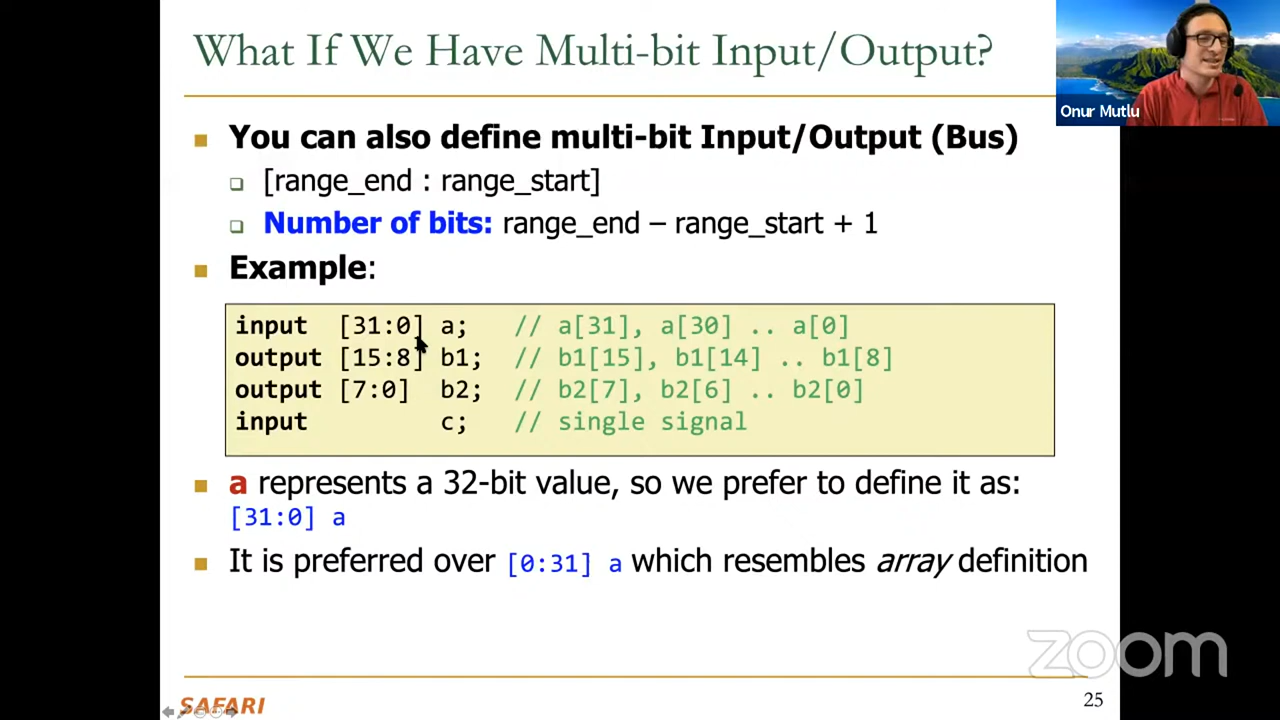 What If We Have Multi-bit Input/Output?
Onur Mutlu
You can also define multi-bit Input/Output (Bus)
[range_end : range_start]
Number of bits: range_end – range_start + 1
Example:
input [31:0] a; // a[31], a[30] .. a[0]
output [15:8] b1; // b1[15], b1[14] .. b1[8]
output [7:0] b2; // b2[7], b2[6] .. b2[0]
input c; // single signal
a represents a 32-bit value, so we prefer to define it as:
[31:0] a
It is preferred over [0:31] a which resembles array definition
zoom
SAFARI
25